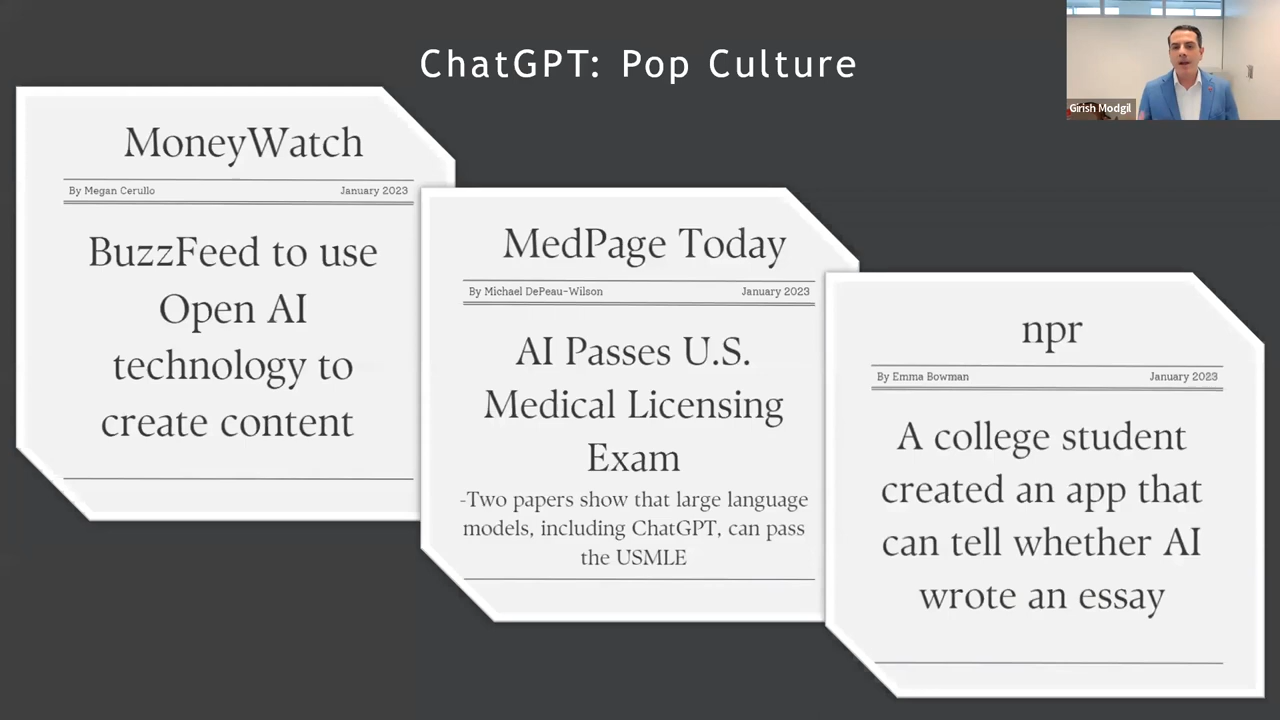 ChatGPT: Pop Culture
Girish Modgil
MoneyWatch
By Megan Cerullo January 2023
BuzzFeed to use
Open AI
technology to
create content
MedPage Today
By Michael DePeau-Wilson January 2023
AI Passes U.S.
Medical Licensing
Exam
-Two papers show that large language
models, including ChatGPT, can pass
the USMLE
npr
By Emma Bowman January 2023
A college student
created an app that
can tell whether AI
wrote an essay